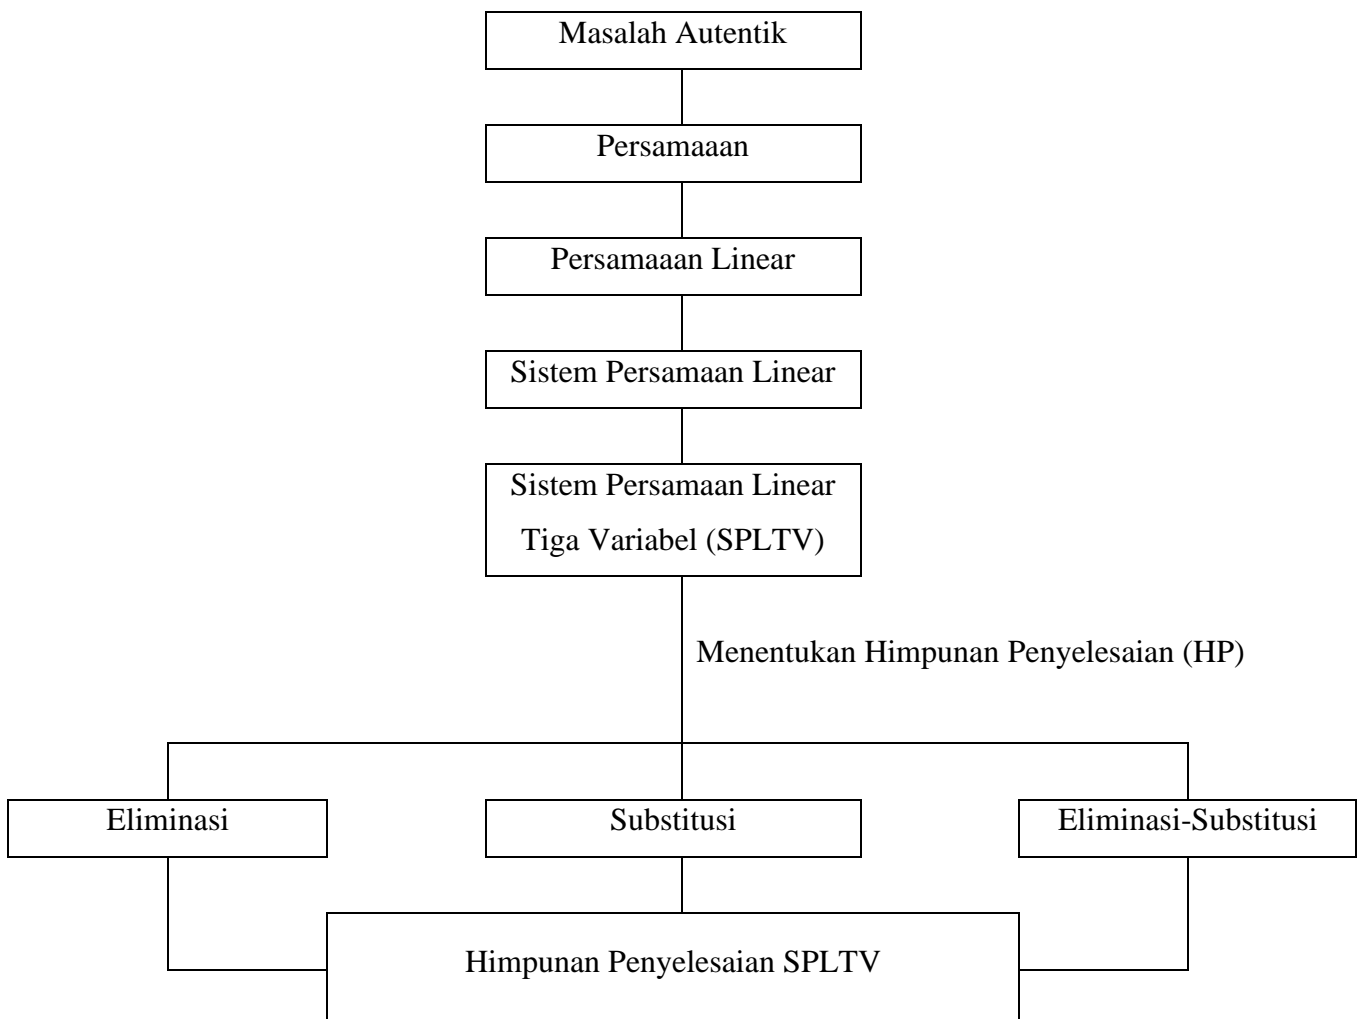 Masalah Autentik
Persamaaan
Persamaaan Linear
Sistem Persamaan Linear
Sistem Persamaan Linear
Tiga Variabel (SPLTV)
Menentukan Himpunan Penyelesaian (HP)
Eliminasi
Substitusi
Eliminasi-Substitusi
Himpunan Penyelesaian SPLTV